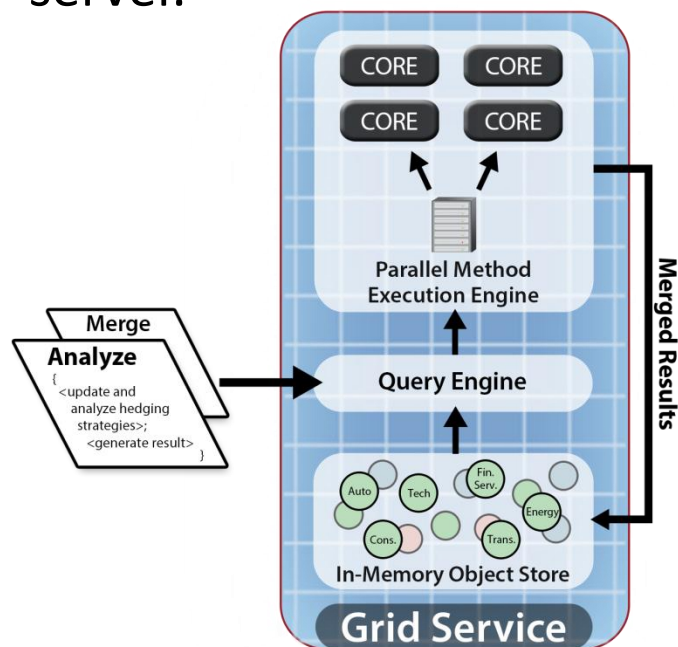 server.
CORE
CORE
CORE
CORE
Parallel Method
Execution Engine
Merged Results
Merge
Analyze
{
<update and
analyze hedging
strategies>;
<generate result>
}
Query Engine
Auto
Tech
Fin.
Serv.
Energy
Cons.
Trans.
In-Memory Object Store
Grid Service